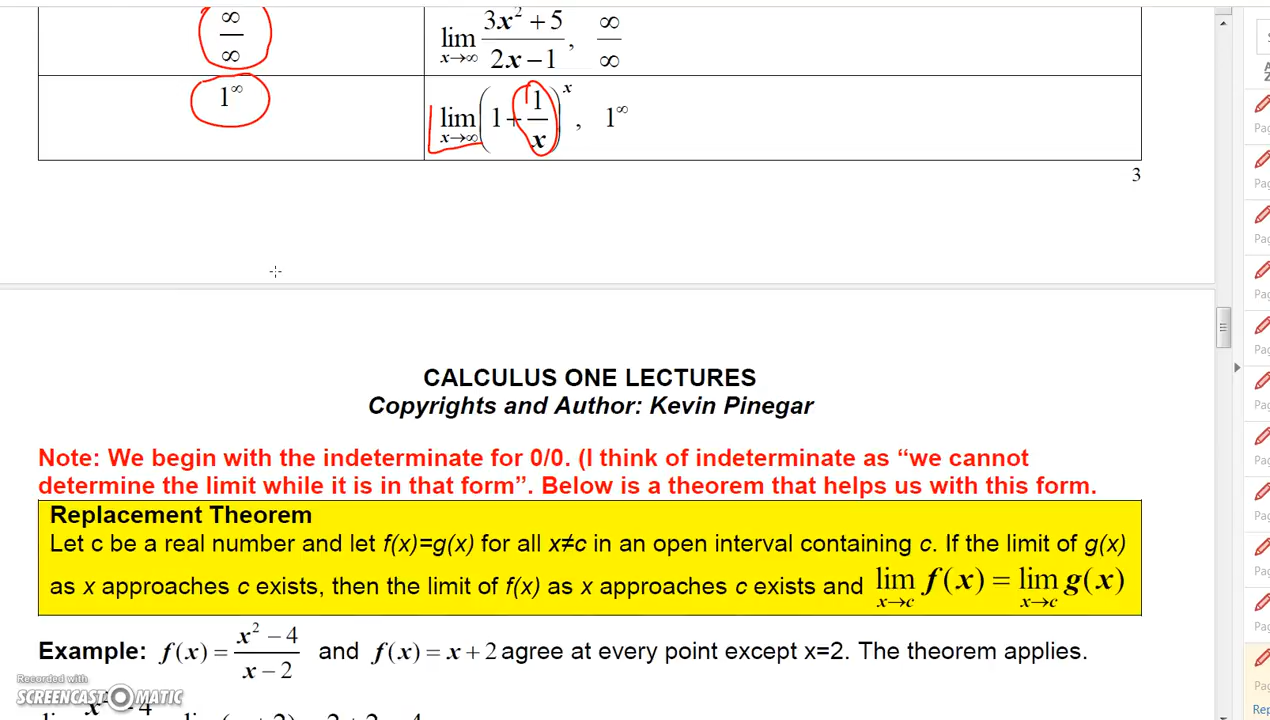 ∞/∞ lim x→∞ (3x² + 5)/(2x − 1), ∞/∞
1^∞ lim x→∞ (1 + 1/x)^x, 1^∞
3
CALCULUS ONE LECTURES
Copyrights and Author: Kevin Pinegar
Note: We begin with the indeterminate for 0/0. (I think of indeterminate as “we cannot
determine the limit while it is in that form”. Below is a theorem that helps us with this form.
Replacement Theorem
Let c be a real number and let f(x)=g(x) for all x≠c in an open interval containing c. If the limit of g(x)
as x approaches c exists, then the limit of f(x) as x approaches c exists and lim x→c f(x) = lim x→c g(x)
Example: f(x) = (x² − 4)/(x − 2) and f(x) = x + 2 agree at every point except x=2. The theorem applies.
Recorded with
SCREENCAST MATIC